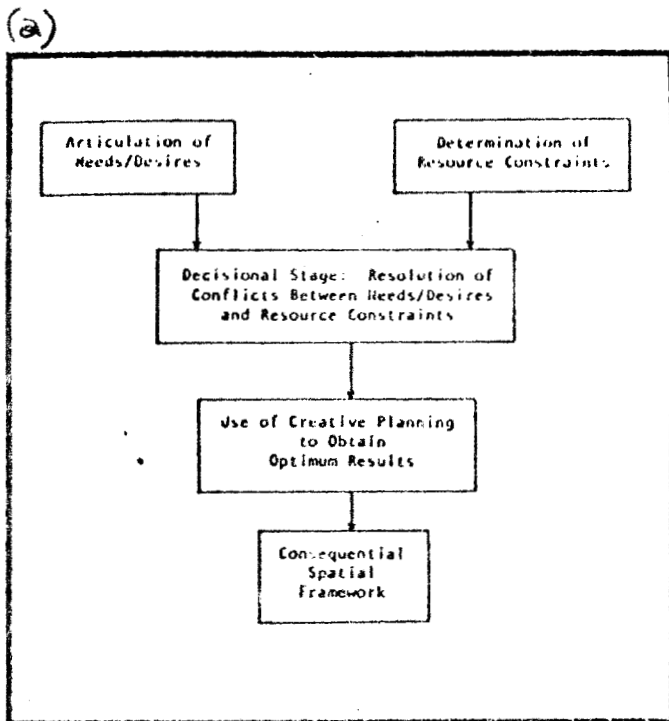 (a)
Articulation of
Needs/Desires
Determination of
Resource Constraints
Decisional Stage: Resolution of
Conflicts Between Needs/Desires
and Resource Constraints
Use of Creative Planning
to Obtain
Optimum Results
Consequential
Spatial
Framework